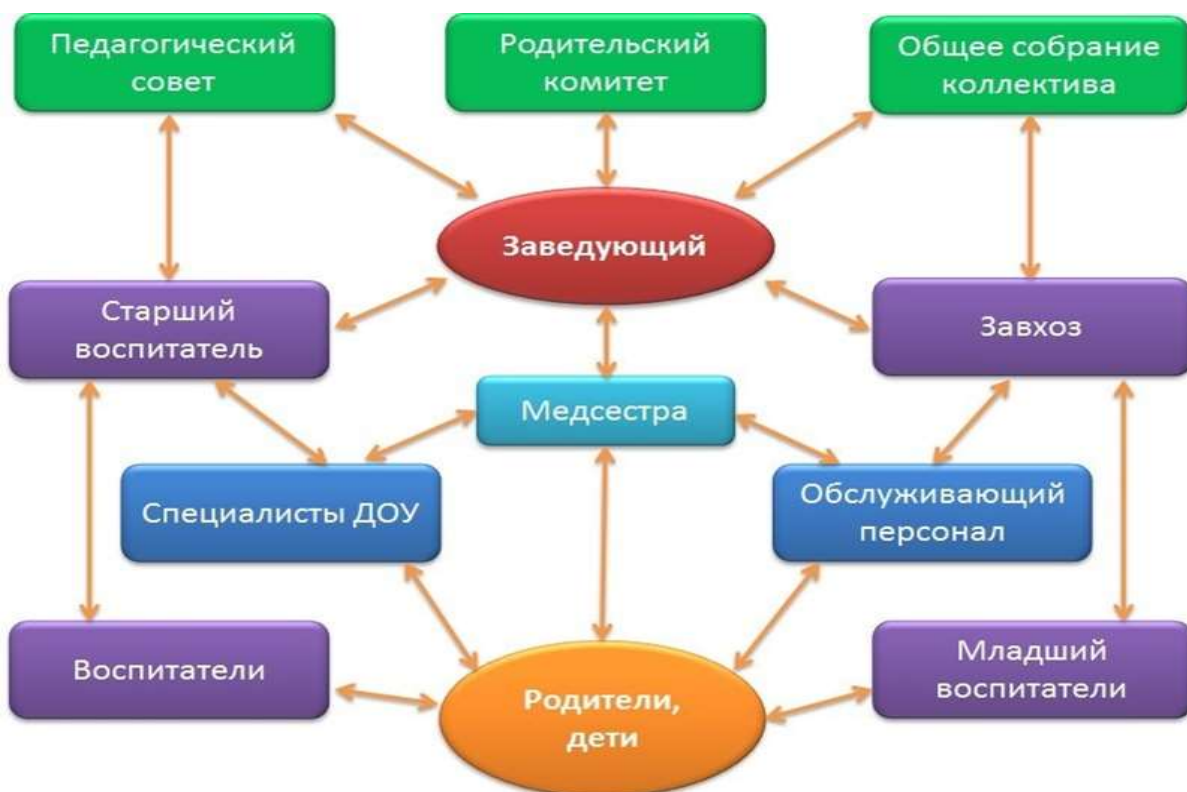 Педагогический
совет
Родительский
комитет
Общее собрание
коллектива
Заведующий
Старший
воспитатель
Завхоз
Медсестра
Специалисты ДОУ
Обслуживающий
персонал
Воспитатели
Младший
воспитатели
Родители,
дети